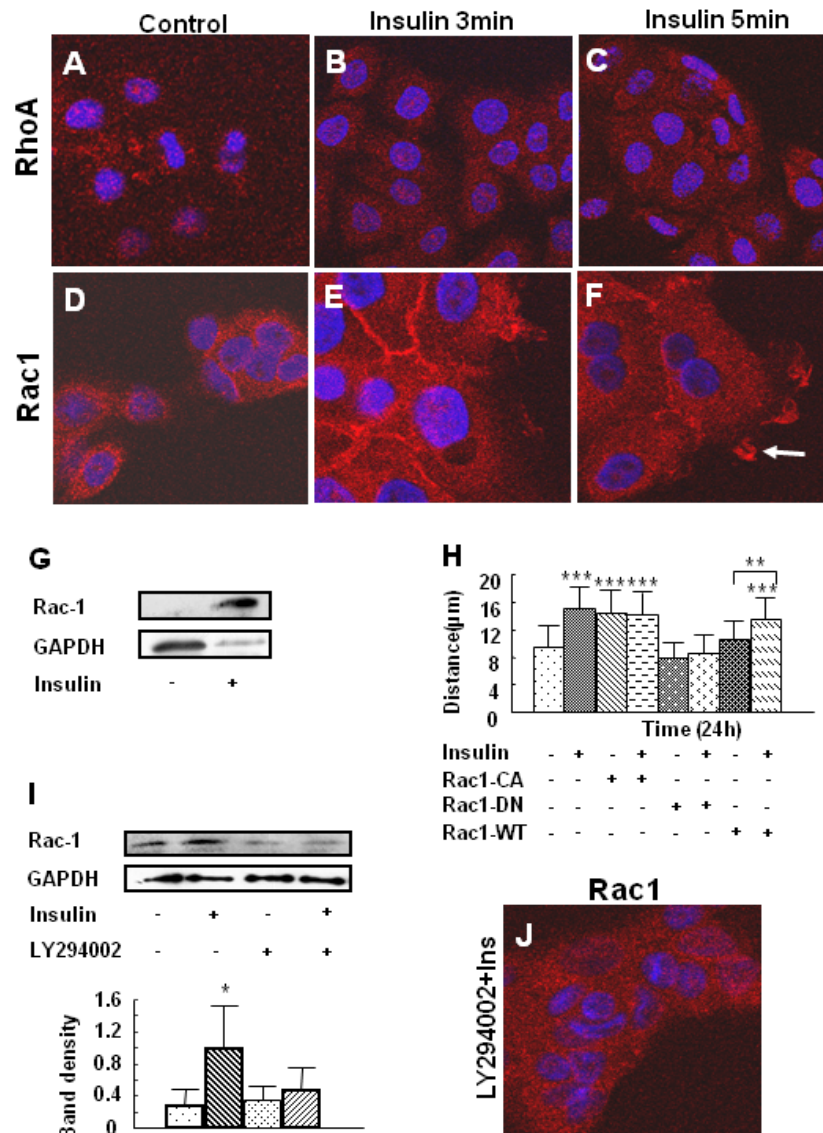 Control Insulin 3min Insulin 5min
RhoA
A B C
Rac1
D E F
G
Rac-1
GAPDH
Insulin - +
H
Distance(μm)
20
16
12
8
4
0
*** *** *** ** ***
Time (24h)
Insulin - + - + - + - +
Rac1-CA - - + + - - - -
Rac1-DN - - - - + + - -
Rac1-WT - - - - - - + +
I
Rac-1
GAPDH
Insulin - + - +
LY294002 - - + +
Band density
1.6
1.2
0.8
0.4
0
*
Rac1
LY294002+Ins
J